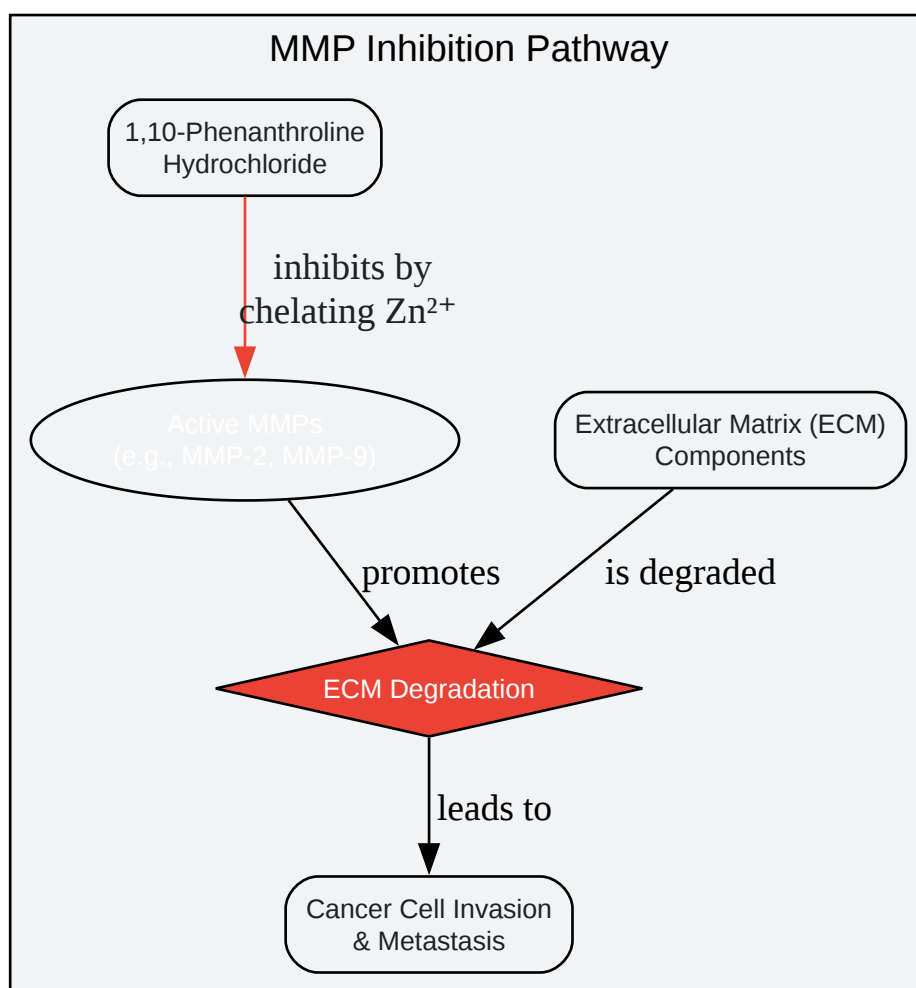 MMP Inhibition Pathway
1,10-Phenanthroline
Hydrochloride
inhibits by
chelating Zn²⁺
Active MMPs
(e.g., MMP-2, MMP-9)
Extracellular Matrix (ECM)
Components
promotes
is degraded
ECM Degradation
leads to
Cancer Cell Invasion
& Metastasis